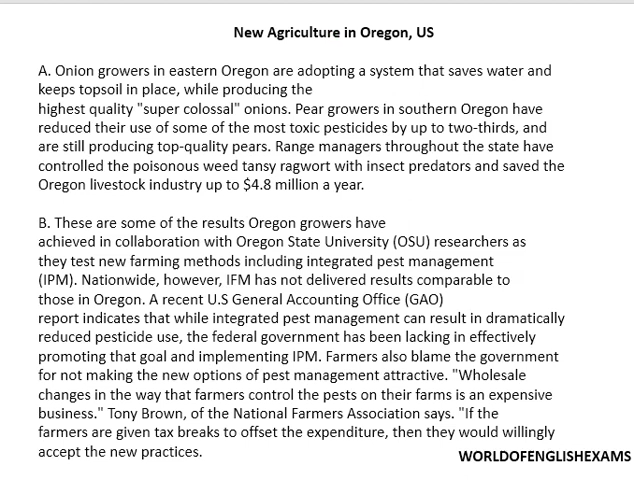 New Agriculture in Oregon, US
A. Onion growers in eastern Oregon are adopting a system that saves water and
keeps topsoil in place, while producing the
highest quality "super colossal" onions. Pear growers in southern Oregon have
reduced their use of some of the most toxic pesticides by up to two-thirds, and
are still producing top-quality pears. Range managers throughout the state have
controlled the poisonous weed tansy ragwort with insect predators and saved the
Oregon livestock industry up to $4.8 million a year.
B. These are some of the results Oregon growers have
achieved in collaboration with Oregon State University (OSU) researchers as
they test new farming methods including integrated pest management
(IPM). Nationwide, however, IFM has not delivered results comparable to
those in Oregon. A recent U.S General Accounting Office (GAO)
report indicates that while integrated pest management can result in dramatically
reduced pesticide use, the federal government has been lacking in effectively
promoting that goal and implementing IPM. Farmers also blame the government
for not making the new options of pest management attractive. "Wholesale
changes in the way that farmers control the pests on their farms is an expensive
business." Tony Brown, of the National Farmers Association says. "If the
farmers are given tax breaks to offset the expenditure, then they would willingly
accept the new practices.
WORLDOFENGLISHEXAMS